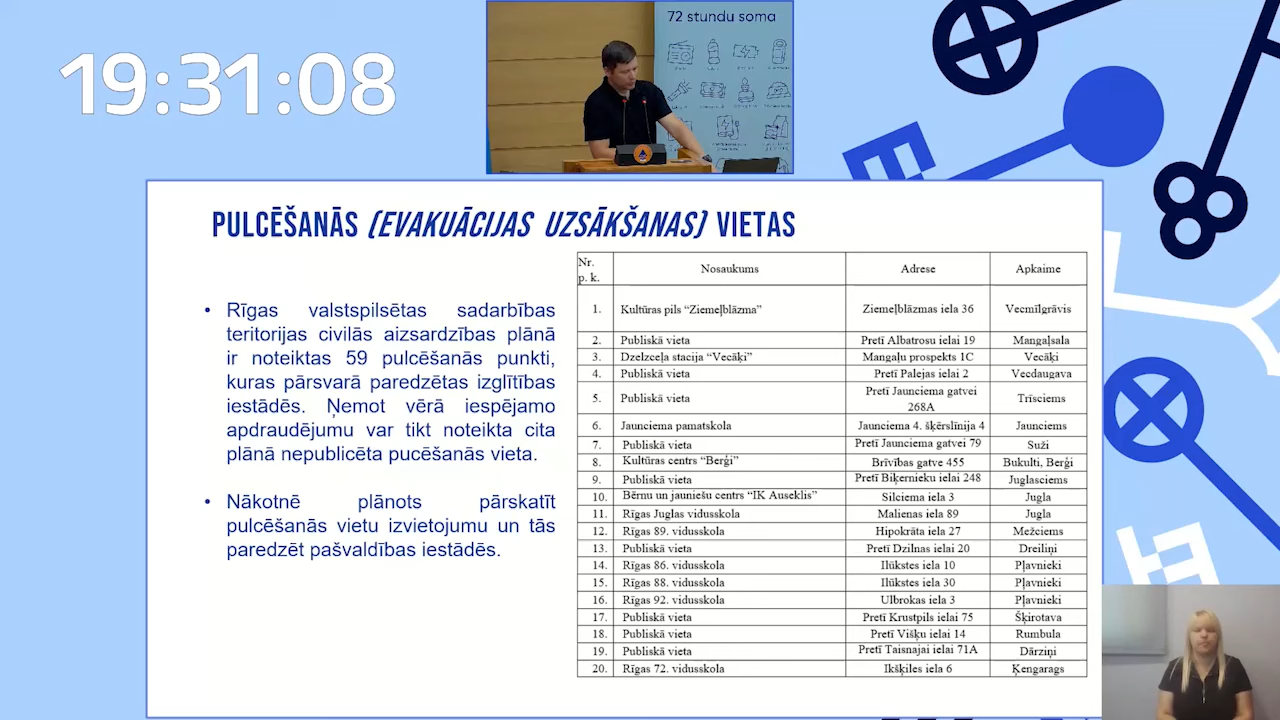 19:31:08
72 stundu soma
PULCĒŠANĀS (EVAKUĀCIJAS UZSĀKŠANAS) VIETAS
• Rīgas valstspilsētas sadarbības
teritorijas civilās aizsardzības plānā
ir noteiktas 59 pulcēšanās punkti,
kuras pārsvarā paredzētas izglītības
iestādēs. Ņemot vērā iespējamo
apdraudējumu var tikt noteikta cita
plānā nepublicēta pucēšanās vieta.
• Nākotnē plānots pārskatīt
pulcēšanās vietu izvietojumu un tās
paredzēt pašvaldības iestādēs.
Nr. p. k. Nosaukums Adrese Apkaime
1. Kultūras pils “Ziemeļblāzma” Ziemeļblāzmas iela 36 Vecmīlgrāvis
2. Publiskā vieta Pretī Albatrosu ielai 19 Mangaļsala
3. Dzelzceļa stacija “Vecāķi” Mangaļu prospekts 1C Vecāķi
4. Publiskā vieta Pretī Palejas ielai 2 Vecdaugava
5. Publiskā vieta Pretī Jaunciema gatvei 268A Trīsciems
6. Jaunciema pamatskola Jaunciema 4. šķērslīnija 4 Jaunciems
7. Publiskā vieta Pretī Jaunciema gatvei 79 Suži
8. Kultūras centrs “Berģi” Brīvības gatve 455 Bukulti, Berģi
9. Publiskā vieta Pretī Biķernieku ielai 248 Juglasciems
10. Bērnu un jauniešu centrs “IK Auseklis” Silciema iela 3 Jugla
11. Rīgas Juglas vidusskola Malienas iela 89 Jugla
12. Rīgas 89. vidusskola Hipokrāta iela 27 Mežciems
13. Publiskā vieta Pretī Dzilnas ielai 20 Dreiliņi
14. Rīgas 86. vidusskola Ilūkstes iela 10 Pļavnieki
15. Rīgas 88. vidusskola Ilūkstes iela 30 Pļavnieki
16. Rīgas 92. vidusskola Ulbrokas iela 3 Pļavnieki
17. Publiskā vieta Pretī Krustpils ielai 75 Šķirotava
18. Publiskā vieta Pretī Višķu ielai 14 Rumbula
19. Publiskā vieta Pretī Taisnajai ielai 71A Dārziņi
20. Rīgas 72. vidusskola Ikšķiles iela 6 Ķengarags